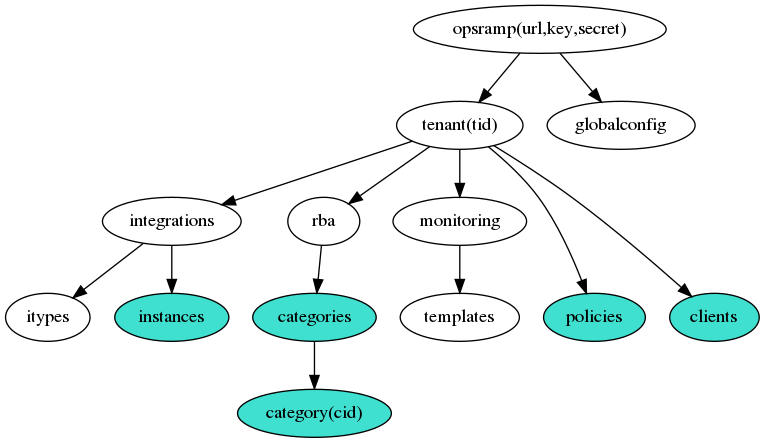 opsramp(url,key,secret)
tenant(tid)
globalconfig
integrations
rba
monitoring
itypes
instances
categories
templates
policies
clients
category(cid)